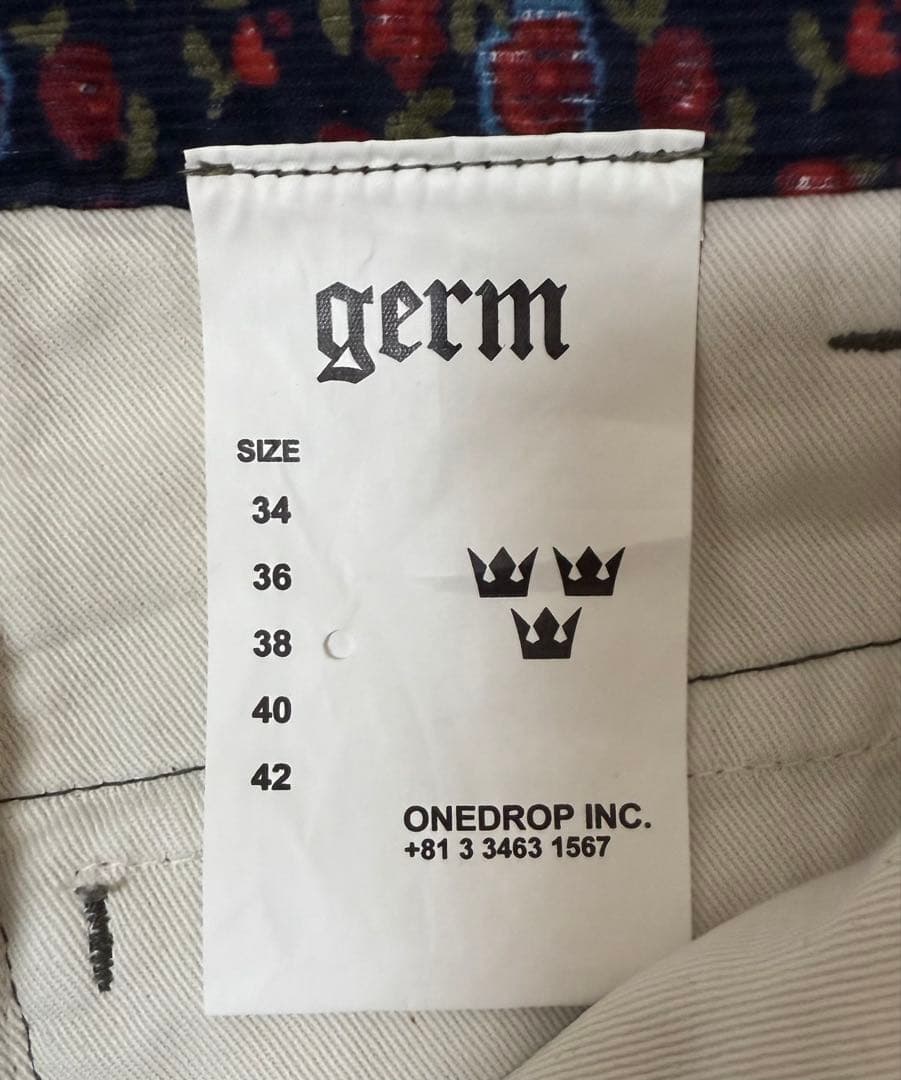 germ
SIZE
34
36
38
40
42
ONEDROP INC.
+81 3 3463 1567